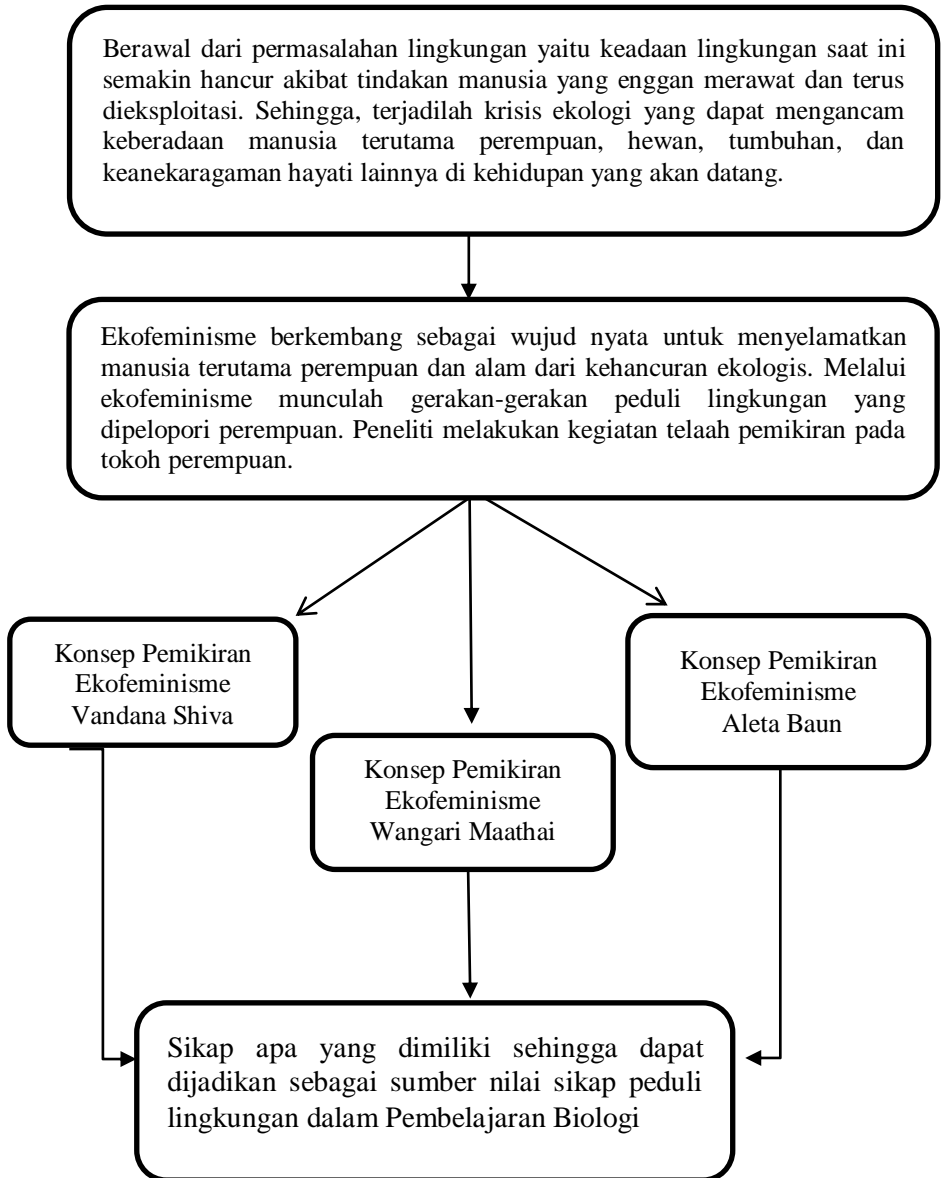 Berawal dari permasalahan lingkungan yaitu keadaan lingkungan saat ini
semakin hancur akibat tindakan manusia yang enggan merawat dan terus
dieksploitasi. Sehingga, terjadilah krisis ekologi yang dapat mengancam
keberadaan manusia terutama perempuan, hewan, tumbuhan, dan
keanekaragaman hayati lainnya di kehidupan yang akan datang.
Ekofeminisme berkembang sebagai wujud nyata untuk menyelamatkan
manusia terutama perempuan dan alam dari kehancuran ekologis. Melalui
ekofeminisme munculah gerakan-gerakan peduli lingkungan yang
dipelopori perempuan. Peneliti melakukan kegiatan telaah pemikiran pada
tokoh perempuan.
Konsep Pemikiran
Ekofeminisme
Vandana Shiva
Konsep Pemikiran
Ekofeminisme
Wangari Maathai
Konsep Pemikiran
Ekofeminisme
Aleta Baun
Sikap apa yang dimiliki sehingga dapat
dijadikan sebagai sumber nilai sikap peduli
lingkungan dalam Pembelajaran Biologi